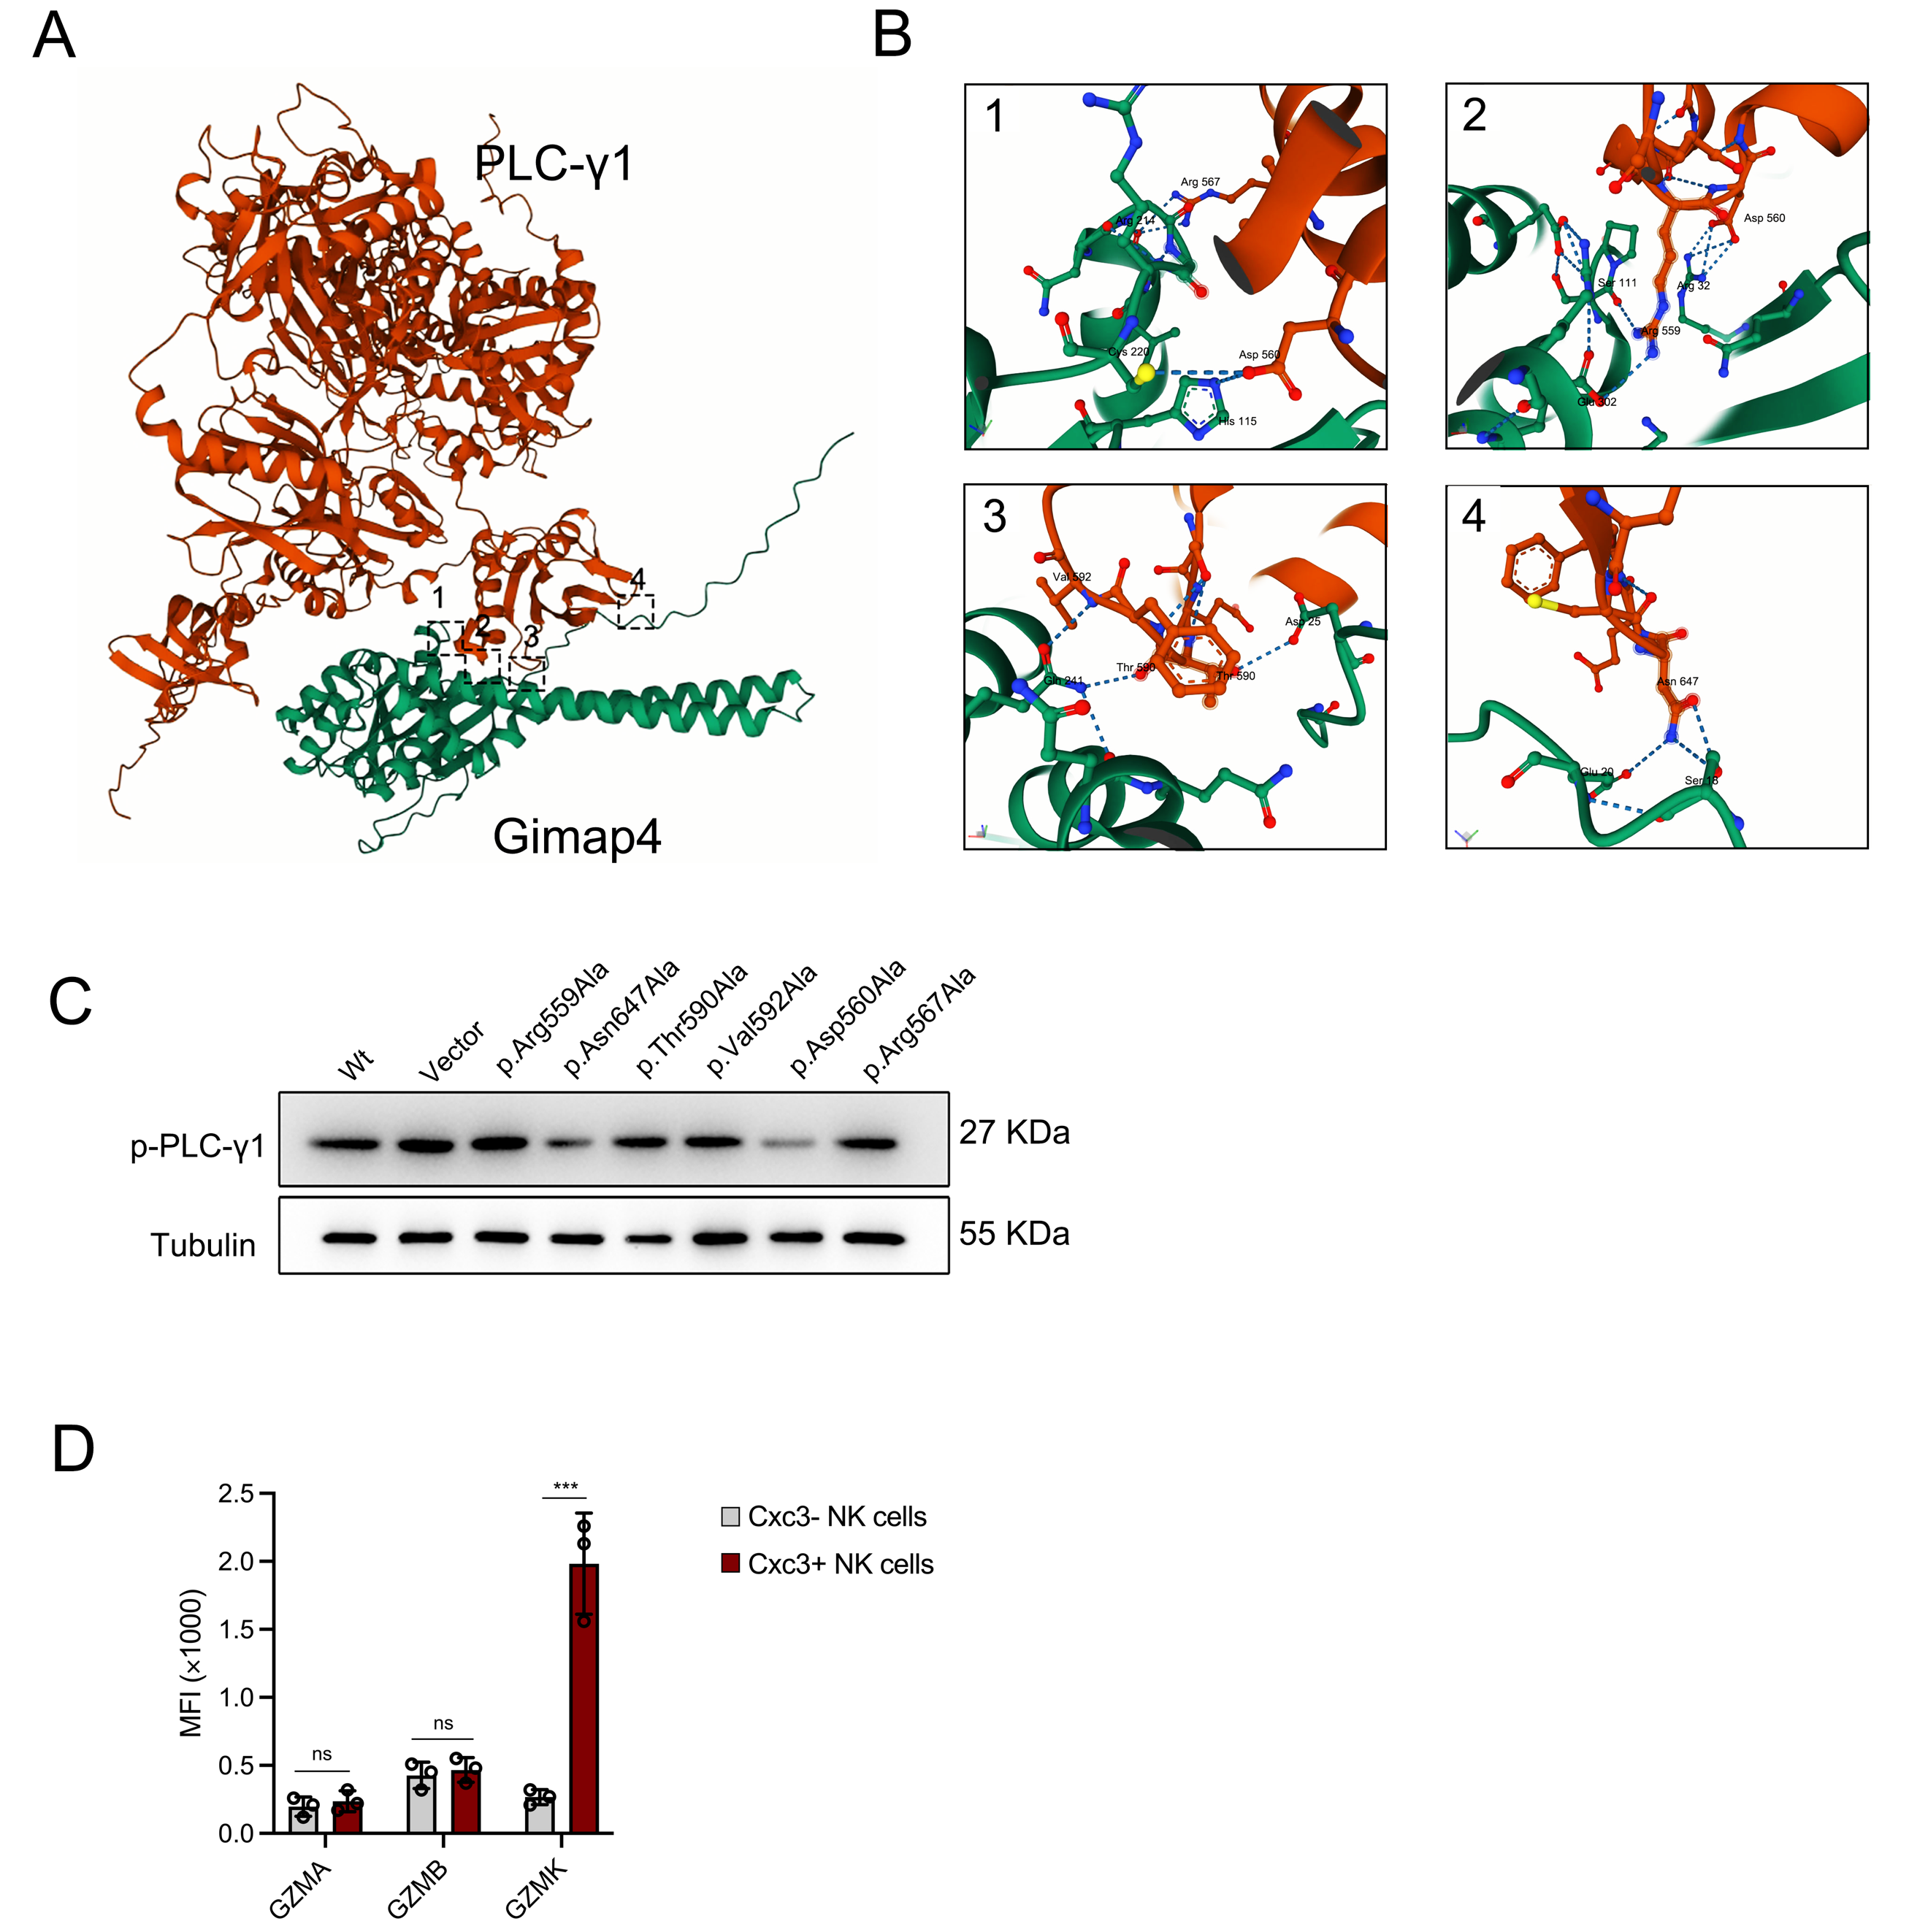 A
PLC-γ1
1
2
3
4
Gimap4
B
1
Arg 567
Arg 214
Cys 220
Asp 560
His 115
2
Asp 560
Ser 111
Arg 32
Arg 559
Glu 302
3
Val 592
Asp 25
Thr 590
Thr 590
Gln 241
4
Asn 647
Glu 20
Ser 18
C
Wt
Vector
p.Arg559Ala
p.Asn647Ala
p.Thr590Ala
p.Val592Ala
p.Asp560Ala
p.Arg567Ala
p-PLC-γ1
27 KDa
Tubulin
55 KDa
D
MFI (×1000)
2.5
2.0
1.5
1.0
0.5
0.0
ns
ns
***
GZMA
GZMB
GZMK
Cxc3- NK cells
Cxc3+ NK cells